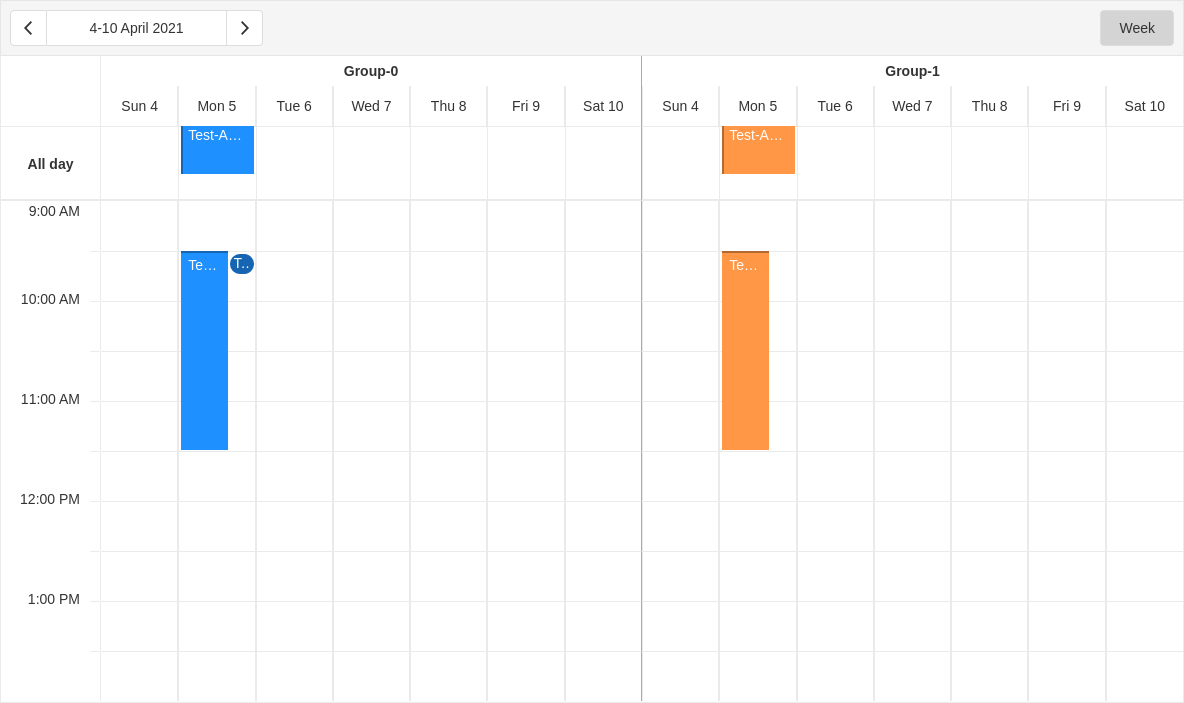 4-10 April 2021
Week
Group-0 Group-1
Sun 4 Mon 5 Tue 6 Wed 7 Thu 8 Fri 9 Sat 10 Sun 4 Mon 5 Tue 6 Wed 7 Thu 8 Fri 9 Sat 10
Test-A... Test-A...
All day
9:00 AM
Te... T.. Te...
10:00 AM
11:00 AM
12:00 PM
1:00 PM